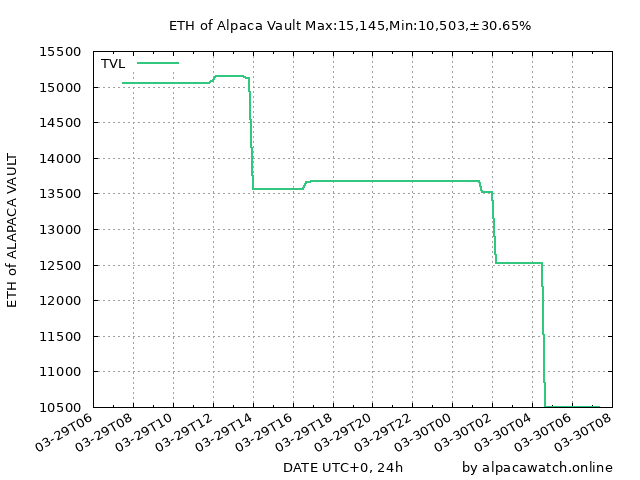 ETH of Alpaca Vault Max:15,145,Min:10,503,±30.65%
15500
TVL
15000
14500
14000
13500
13000
12500
12000
11500
11000
10500
ETH of ALAPACA VAULT
03-29T06
03-29T08
03-29T10
03-29T12
03-29T14
03-29T16
03-29T18
03-29T20
03-29T22
03-30T00
03-30T02
03-30T04
03-30T06
03-30T08
DATE UTC+0, 24h
by alpacawatch.online